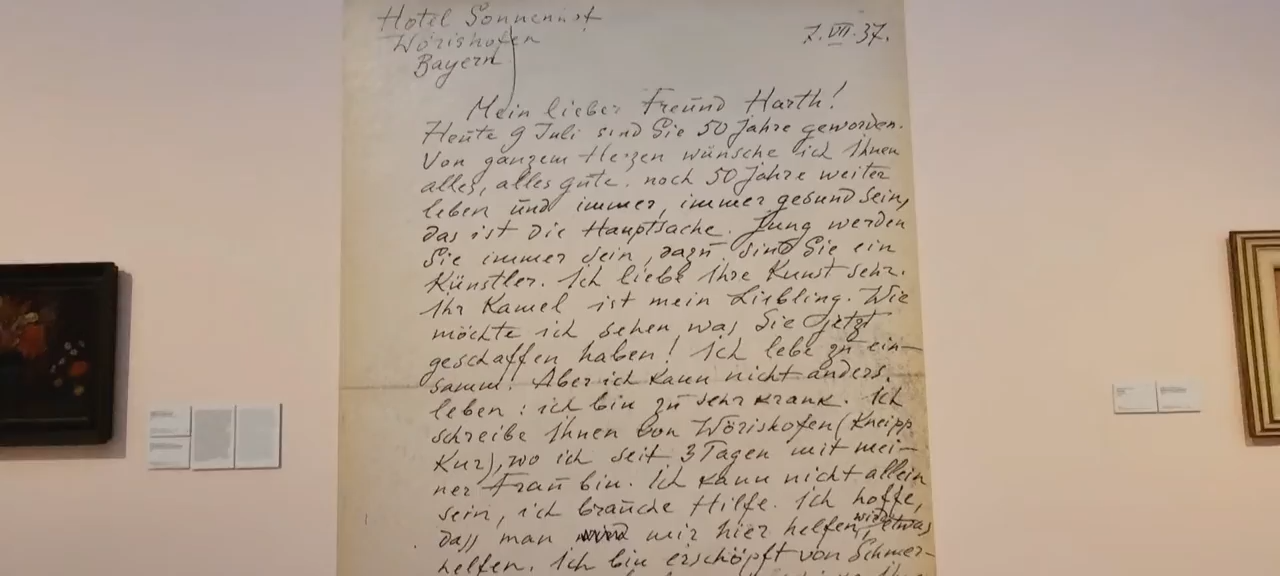 Hotel Sonnenhof
Wörishofen
Bayern
7.VII.37.
Mein lieber Freund Harth!
Heute 9 Juli sind Sie 50 Jahre geworden.
Von ganzem Herzen wünsche ich Ihnen
alles, alles gute. noch 50 Jahre weiter
leben und immer, immer gesund sein,
das ist die Hauptsache. Jung werden
Sie immer sein, dazu sind Sie ein
Künstler. Ich liebe Ihre Kunst sehr.
Ihr Kamel ist mein Liebling. Wie
möchte ich sehen, was Sie jetzt
geschaffen haben! Ich lebe zu ein-
samm! Aber ich kann nicht anders.
leben: ich bin zu sehr krank. Ich
schreibe Ihnen von Wörishofen (Kneipp
Kur), wo ich seit 3 Tagen mit mei-
ner Frau bin. Ich kann nicht allein
sein, ich brauche Hilfe. Ich hoffe,
dass man mir hier helfen wird, etwas
helfen. Ich bin erschöpft von Schmer-